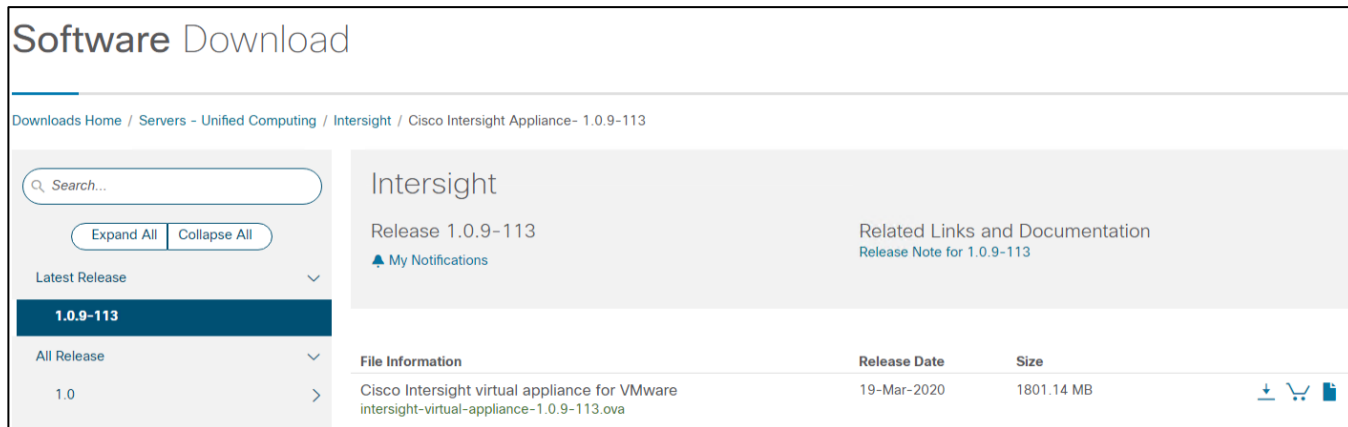 Software Download
Downloads Home / Servers - Unified Computing / Intersight / Cisco Intersight Appliance- 1.0.9-113
Search...
Expand All Collapse All
Latest Release
1.0.9-113
All Release
1.0
Intersight
Release 1.0.9-113
My Notifications
Related Links and Documentation
Release Note for 1.0.9-113
File Information Release Date Size
Cisco Intersight virtual appliance for VMware 19-Mar-2020 1801.14 MB
intersight-virtual-appliance-1.0.9-113.ova